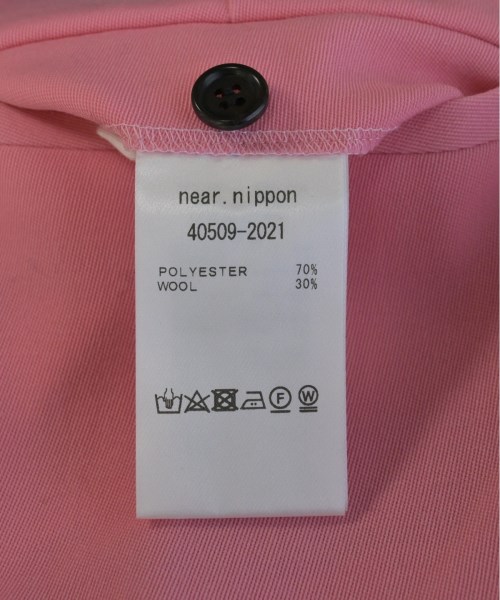 near.nippon
40509-2021
POLYESTER 70%
WOOL 30%
F W